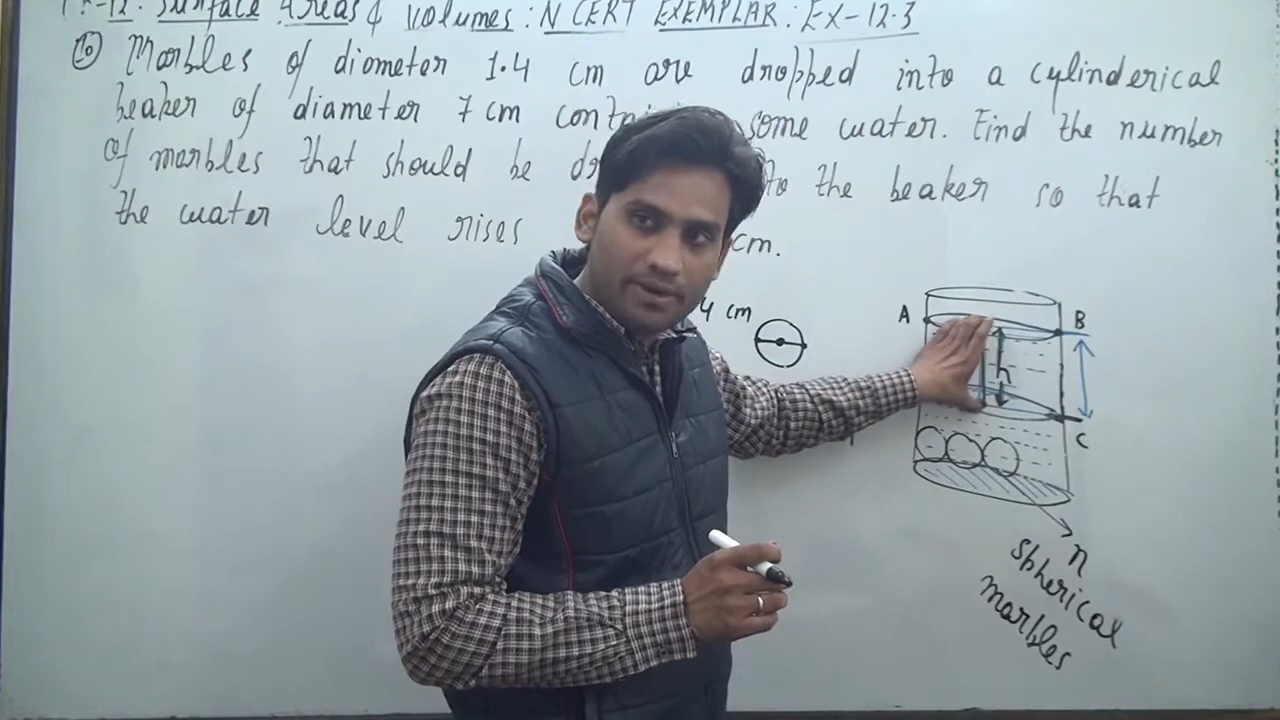 12: Surface Areas & Volumes: NCERT EXEMPLAR: EX-12.3
10 Marbles of diameter 1.4 cm are dropped into a cylinderical
beaker of diameter 7 cm some water. Find the number
of marbles that should be to the beaker so that
the water level rises cm.
4 cm
A
B
h
C
n
spherical
marbles